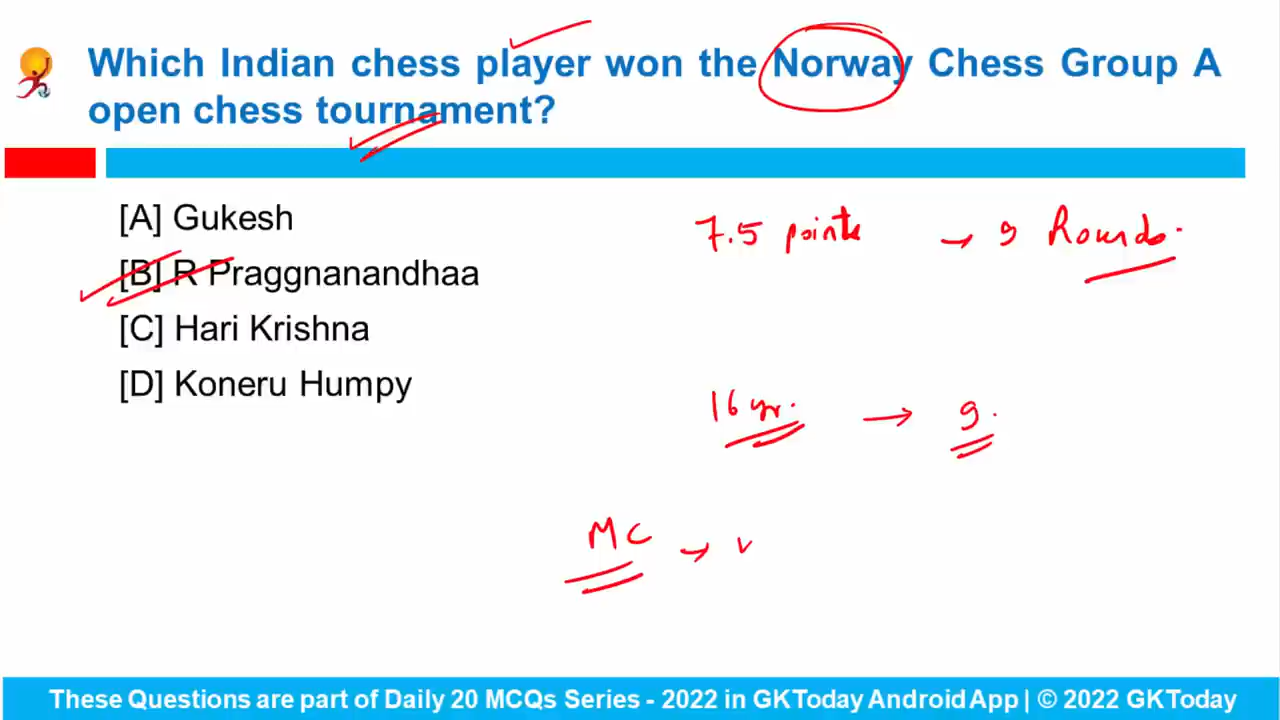 Which Indian chess player won the Norway Chess Group A
open chess tournament?
[A] Gukesh
[B] R Praggnanandhaa
[C] Hari Krishna
[D] Koneru Humpy
7.5 points → 9 Rounds.
16 yr. → 9.
MC →
These Questions are part of Daily 20 MCQs Series - 2022 in GKToday Android App | © 2022 GKToday